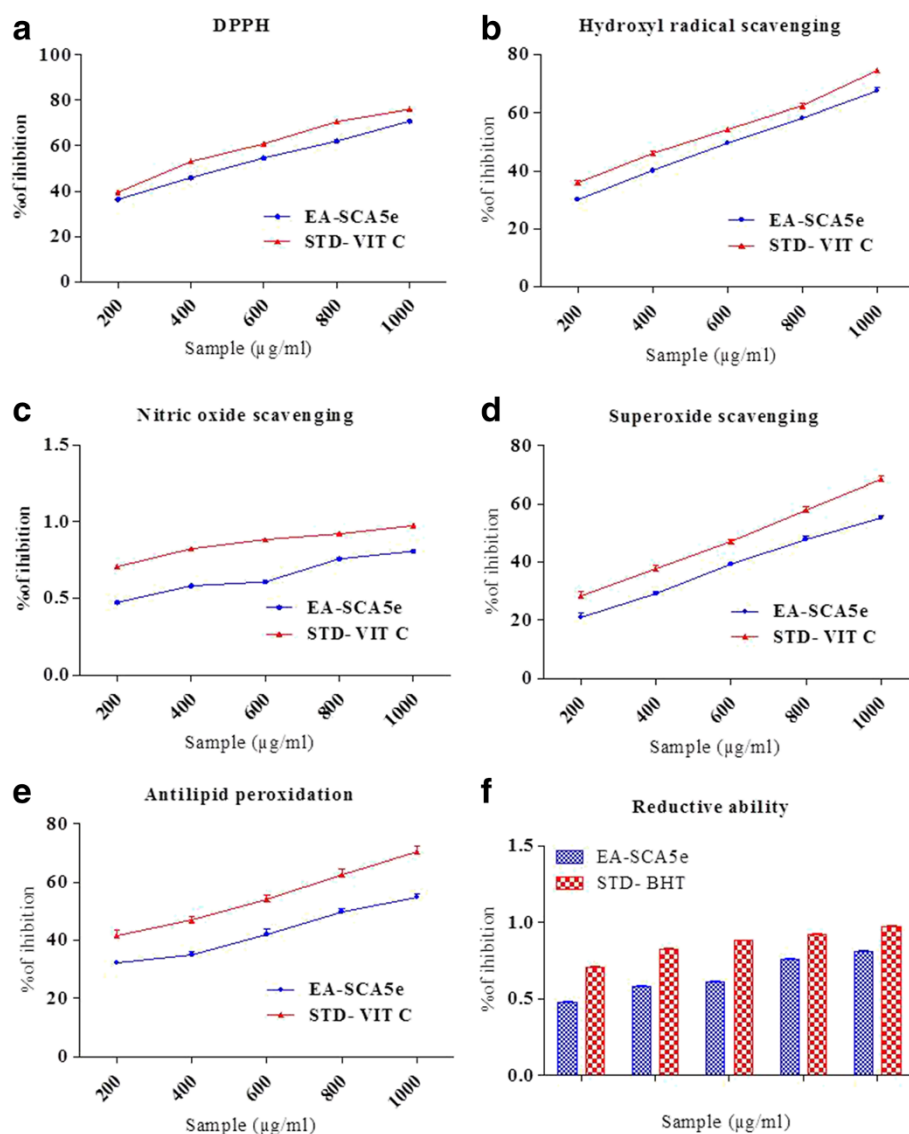 a
DPPH
100
80
60
40
20
0
%of ihibition
EA-SCA5e
STD- VIT C
200
400
600
800
1000
Sample (µg/ml)
b
Hydroxyl radical scavenging
80
60
40
20
0
%of ihibition
EA-SCA5e
STD- VIT C
200
400
600
800
1000
Sample (µg/ml)
c
Nitric oxide scavenging
1.5
1.0
0.5
0.0
%of ihibition
EA-SCA5e
STD- VIT C
200
400
600
800
1000
Sample (µg/ml)
d
Superoxide scavenging
80
60
40
20
0
%of ihibition
EA-SCA5e
STD- VIT C
200
400
600
800
1000
Sample (µg/ml)
e
Antilipid peroxidation
80
60
40
20
0
%of ihibition
EA-SCA5e
STD- VIT C
200
400
600
800
1000
Sample (µg/ml)
f
Reductive ability
1.5
1.0
0.5
0.0
%of ihibition
EA-SCA5e
STD- BHT
Sample (µg/ml)